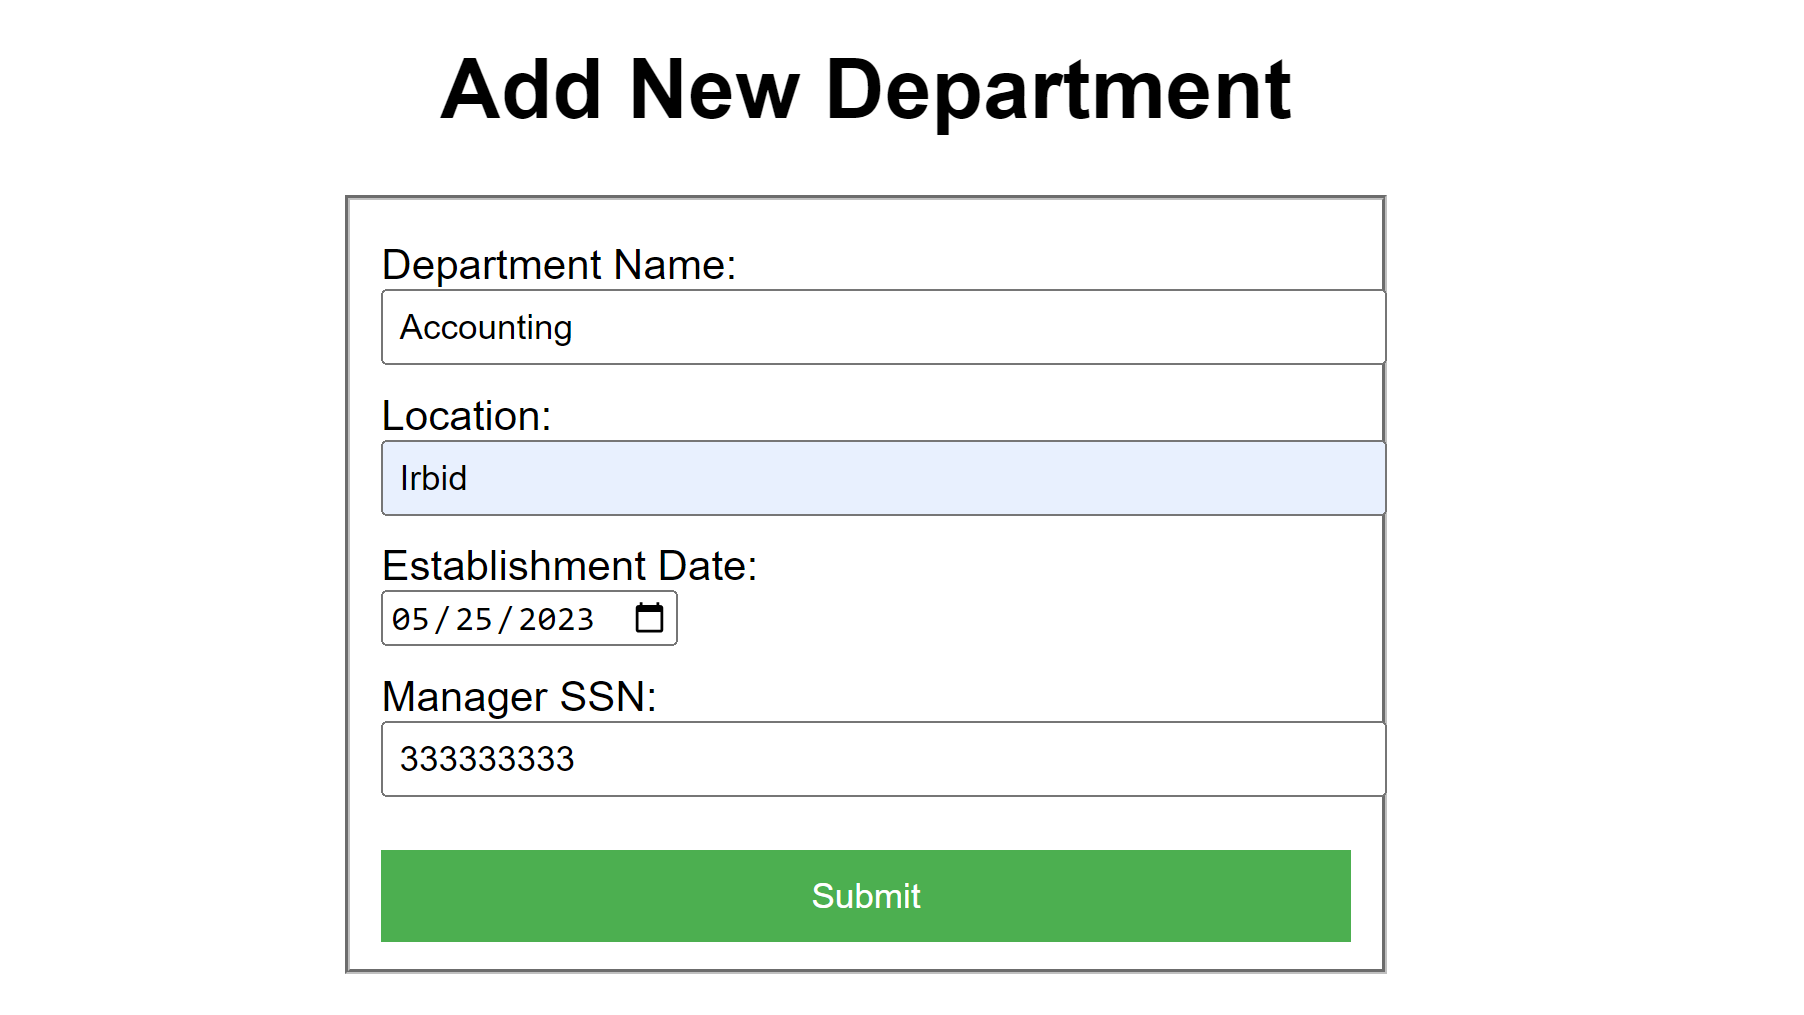 Add New Department
Department Name:
Accounting
Location:
Irbid
Establishment Date:
05/25/2023
Manager SSN:
333333333
Submit